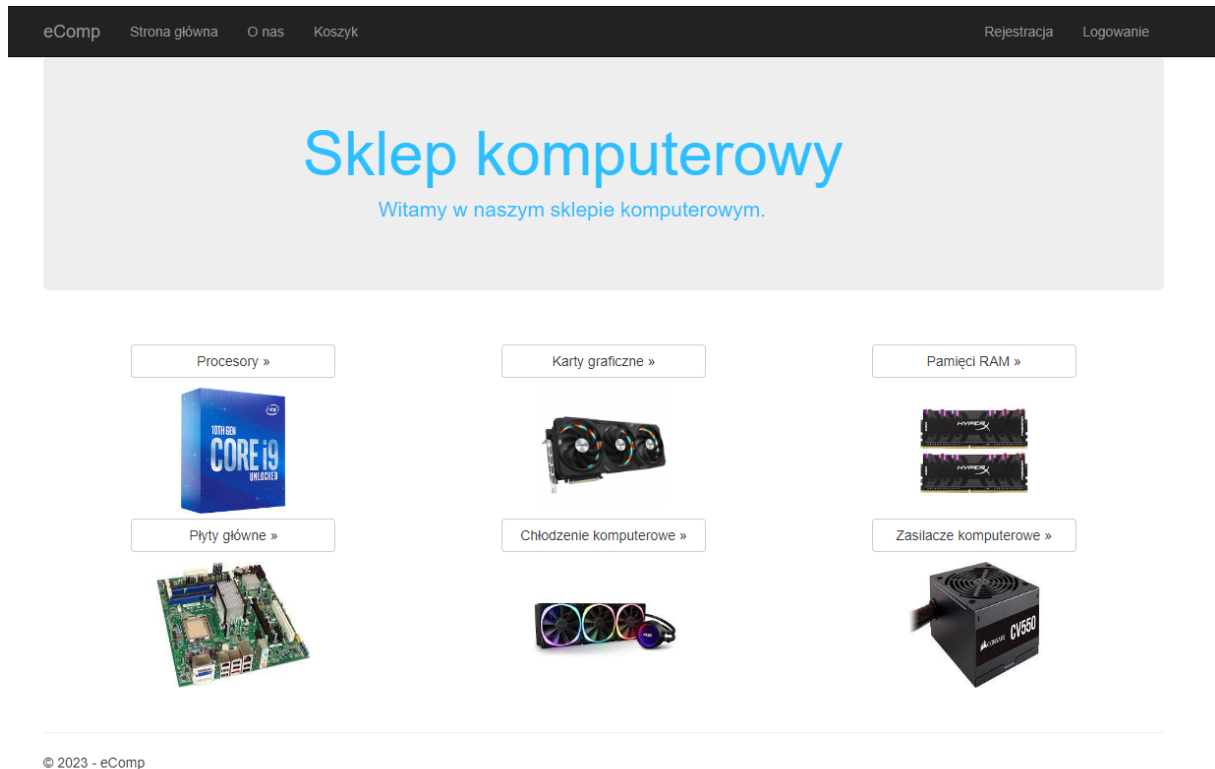 eComp Strona główna O nas Koszyk Rejestracja Logowanie
Sklep komputerowy
Witamy w naszym sklepie komputerowym.
Procesory » Karty graficzne » Pamięci RAM »
intel
10TH GEN
CORE i9
UNLOCKED
HYPERX
HYPERX
Płyty główne » Chłodzenie komputerowe » Zasilacze komputerowe »
CORSAIR CV550
© 2023 - eComp